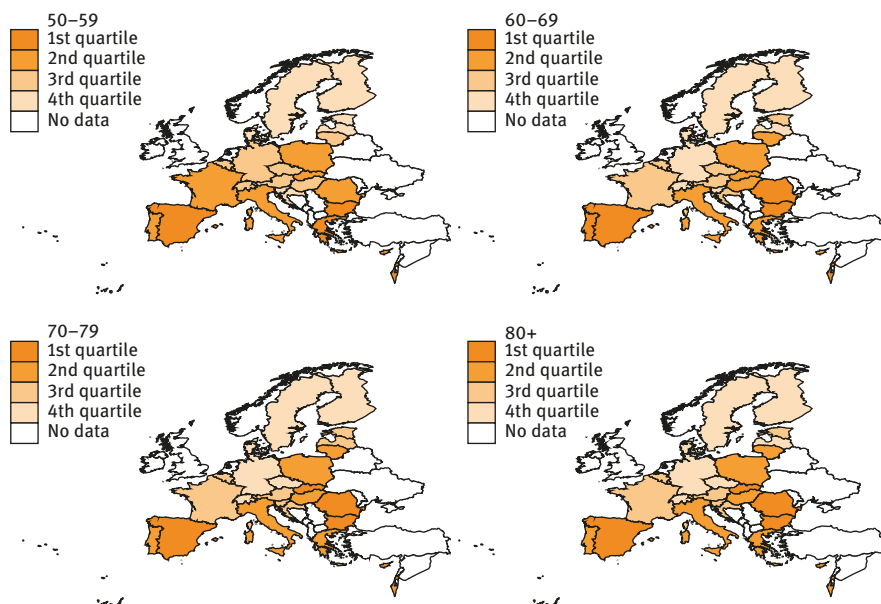 50–59
1st quartile
2nd quartile
3rd quartile
4th quartile
No data
60–69
1st quartile
2nd quartile
3rd quartile
4th quartile
No data
70–79
1st quartile
2nd quartile
3rd quartile
4th quartile
No data
80+
1st quartile
2nd quartile
3rd quartile
4th quartile
No data